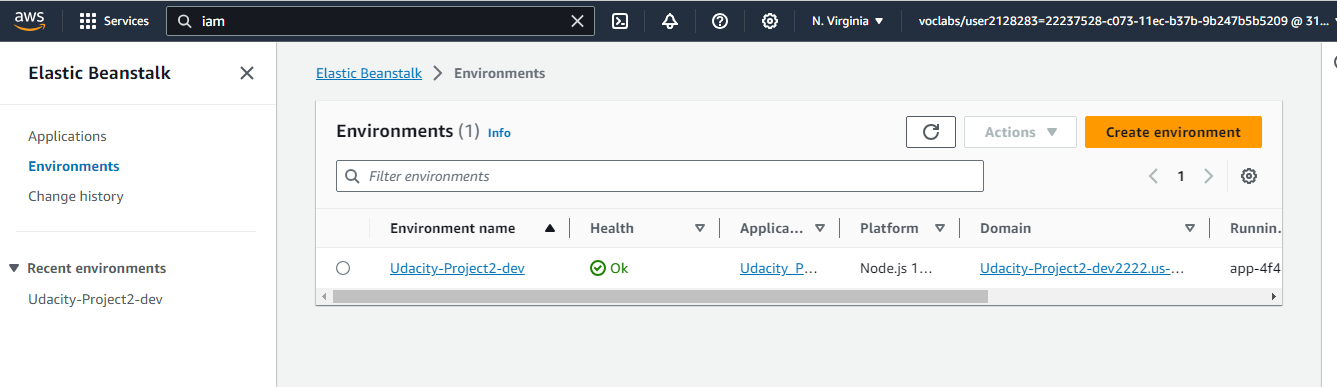 aws Services iam N. Virginia voclabs/user2128283=22237528-c073-11ec-b37b-9b247b5b5209 @ 31...
Elastic Beanstalk
Applications
Environments
Change history
Recent environments
Udacity-Project2-dev
Elastic Beanstalk Environments
Environments (1) Info Actions Create environment
Filter environments 1
Environment name Health Applica... Platform Domain Runnin...
Udacity-Project2-dev Ok Udacity_P... Node.js 1... Udacity-Project2-dev2222.us-... app-4f4